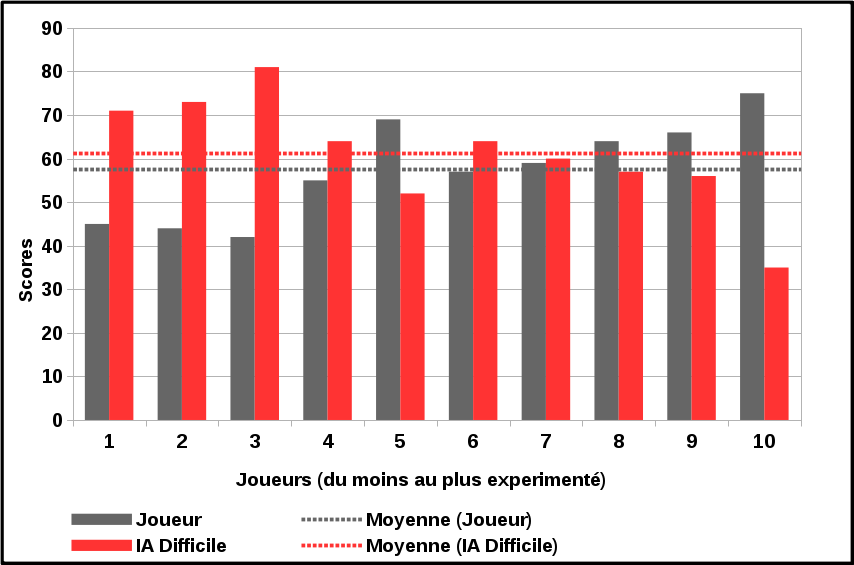 90
80
70
60
50
40
30
20
10
0
Scores
1 2 3 4 5 6 7 8 9 10
Joueurs (du moins au plus experimenté)
Joueur
Moyenne (Joueur)
IA Difficile
Moyenne (IA Difficile)